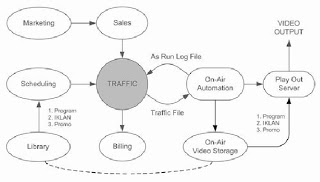 VIDEO
OUTPUT
Marketing
Sales
As Run Log File
Scheduling
TRAFFIC
On-Air
Automation
Play Out
Server
Traffic File
1. Program
2. IKLAN
3. Promo
1. Program
2. IKLAN
3. Promo
Library
Billing
On-Air
Video Storage